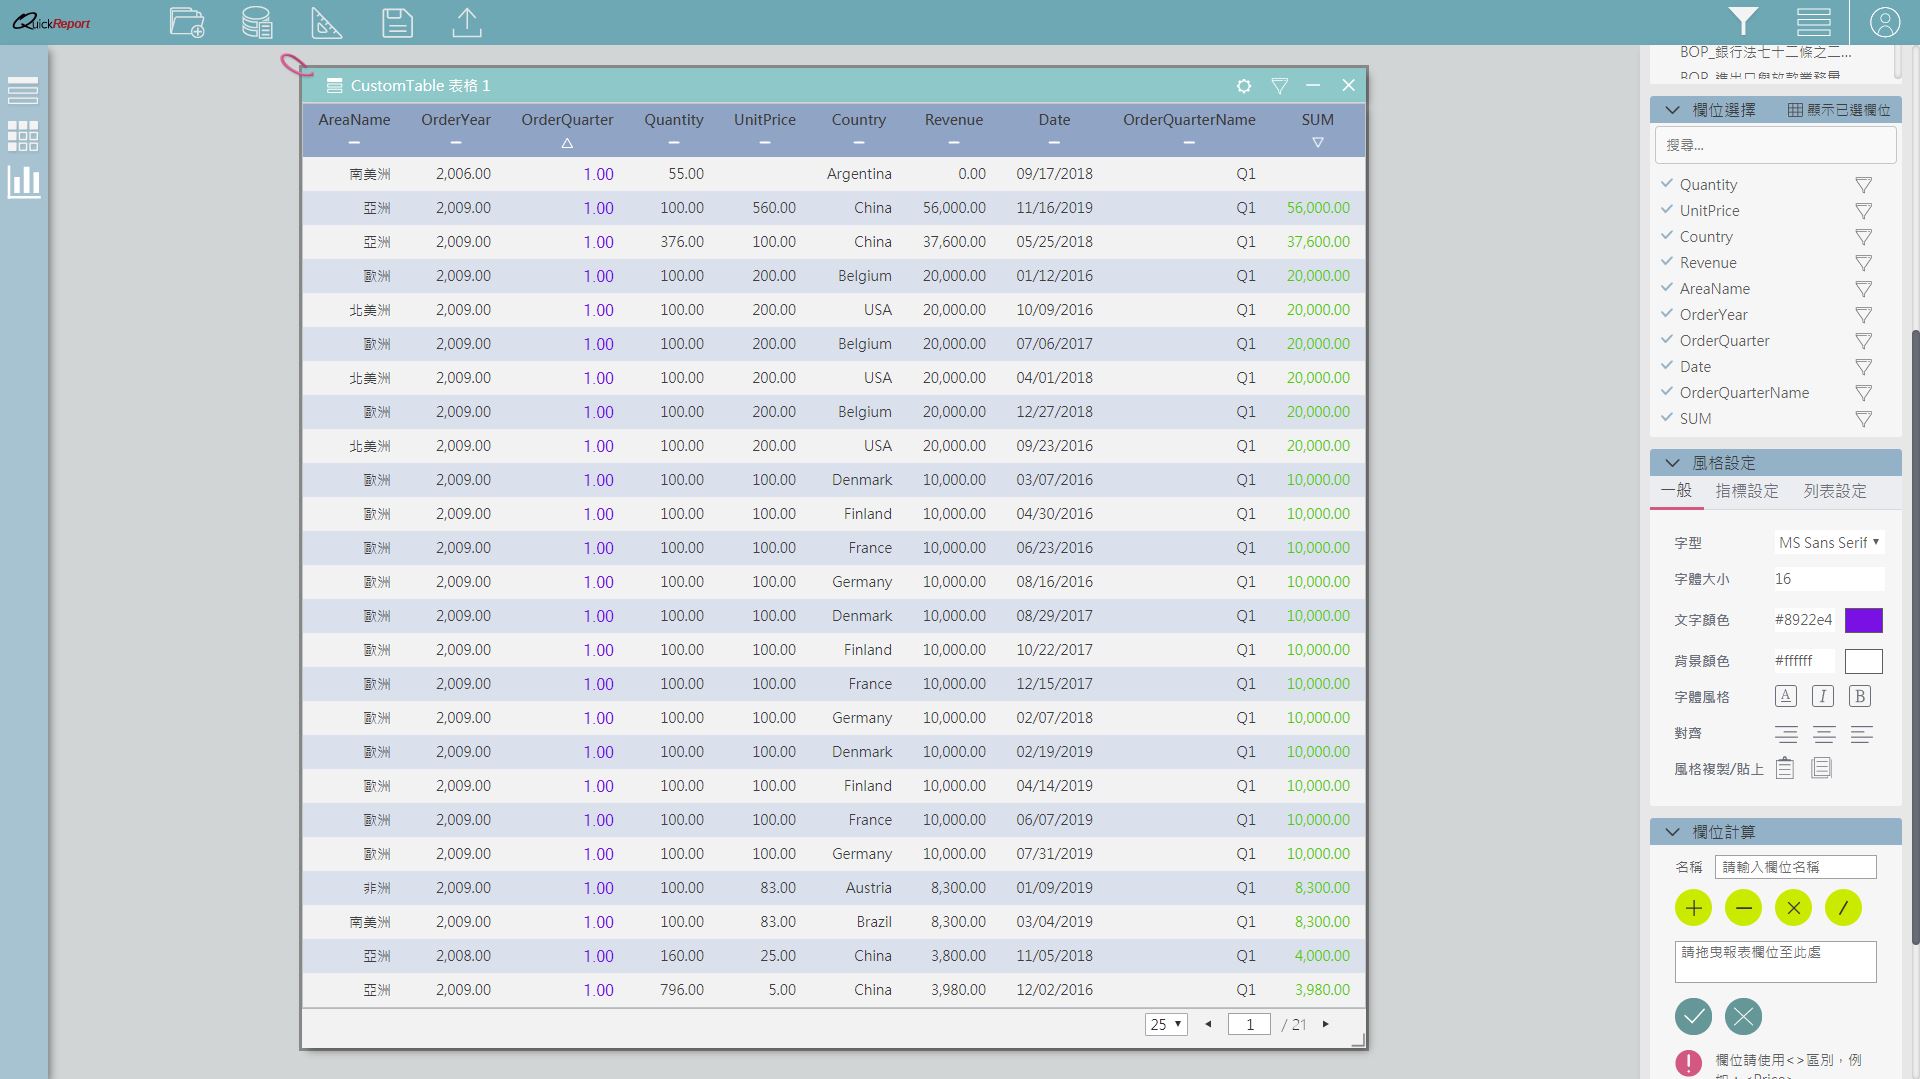 QuickReport
BOP_銀行法七十二條之二...
CustomTable 表格 1
AreaName OrderYear OrderQuarter Quantity UnitPrice Country Revenue Date OrderQuarterName SUM
南美洲 2,006.00 1.00 55.00 Argentina 0.00 09/17/2018 Q1
亞洲 2,009.00 1.00 100.00 560.00 China 56,000.00 11/16/2019 Q1 56,000.00
亞洲 2,009.00 1.00 376.00 100.00 China 37,600.00 05/25/2018 Q1 37,600.00
歐洲 2,009.00 1.00 100.00 200.00 Belgium 20,000.00 01/12/2016 Q1 20,000.00
北美洲 2,009.00 1.00 100.00 200.00 USA 20,000.00 10/09/2016 Q1 20,000.00
歐洲 2,009.00 1.00 100.00 200.00 Belgium 20,000.00 07/06/2017 Q1 20,000.00
北美洲 2,009.00 1.00 100.00 200.00 USA 20,000.00 04/01/2018 Q1 20,000.00
歐洲 2,009.00 1.00 100.00 200.00 Belgium 20,000.00 12/27/2018 Q1 20,000.00
北美洲 2,009.00 1.00 100.00 200.00 USA 20,000.00 09/23/2016 Q1 20,000.00
歐洲 2,009.00 1.00 100.00 100.00 Denmark 10,000.00 03/07/2016 Q1 10,000.00
歐洲 2,009.00 1.00 100.00 100.00 Finland 10,000.00 04/30/2016 Q1 10,000.00
歐洲 2,009.00 1.00 100.00 100.00 France 10,000.00 06/23/2016 Q1 10,000.00
歐洲 2,009.00 1.00 100.00 100.00 Germany 10,000.00 08/16/2016 Q1 10,000.00
歐洲 2,009.00 1.00 100.00 100.00 Denmark 10,000.00 08/29/2017 Q1 10,000.00
歐洲 2,009.00 1.00 100.00 100.00 Finland 10,000.00 10/22/2017 Q1 10,000.00
歐洲 2,009.00 1.00 100.00 100.00 France 10,000.00 12/15/2017 Q1 10,000.00
歐洲 2,009.00 1.00 100.00 100.00 Germany 10,000.00 02/07/2018 Q1 10,000.00
歐洲 2,009.00 1.00 100.00 100.00 Denmark 10,000.00 02/19/2019 Q1 10,000.00
歐洲 2,009.00 1.00 100.00 100.00 Finland 10,000.00 04/14/2019 Q1 10,000.00
歐洲 2,009.00 1.00 100.00 100.00 France 10,000.00 06/07/2019 Q1 10,000.00
歐洲 2,009.00 1.00 100.00 100.00 Germany 10,000.00 07/31/2019 Q1 10,000.00
非洲 2,009.00 1.00 100.00 83.00 Austria 8,300.00 01/09/2019 Q1 8,300.00
南美洲 2,009.00 1.00 100.00 83.00 Brazil 8,300.00 03/04/2019 Q1 8,300.00
亞洲 2,008.00 1.00 160.00 25.00 China 3,800.00 11/05/2018 Q1 4,000.00
亞洲 2,009.00 1.00 796.00 5.00 China 3,980.00 12/02/2016 Q1 3,980.00
25 1 / 21
欄位選擇 顯示已選欄位
搜尋...
Quantity
UnitPrice
Country
Revenue
AreaName
OrderYear
OrderQuarter
Date
OrderQuarterName
SUM
風格設定
一般 指標設定 列表設定
字型 MS Sans Serif
字體大小 16
文字顏色 #8922e4
背景顏色 #ffffff
字體風格 A I B
對齊
風格複製/貼上
欄位計算
名稱 請輸入欄位名稱
請拖曳報表欄位至此處
欄位請使用<>區別，例